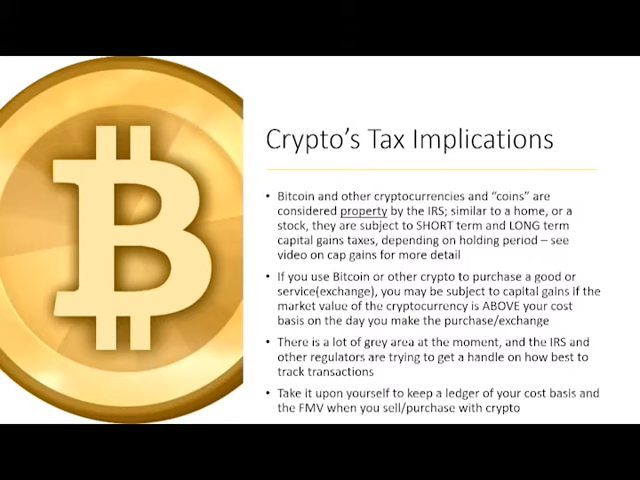 Crypto's Tax Implications
• Bitcoin and other cryptocurrencies and “coins” are
considered property by the IRS; similar to a home, or a
stock, they are subject to SHORT term and LONG term
capital gains taxes, depending on holding period – see
video on cap gains for more detail
• If you use Bitcoin or other crypto to purchase a good or
service(exchange), you may be subject to capital gains if the
market value of the cryptocurrency is ABOVE your cost
basis on the day you make the purchase/exchange
• There is a lot of grey area at the moment, and the IRS and
other regulators are trying to get a handle on how best to
track transactions
• Take it upon yourself to keep a ledger of your cost basis and
the FMV when you sell/purchase with crypto